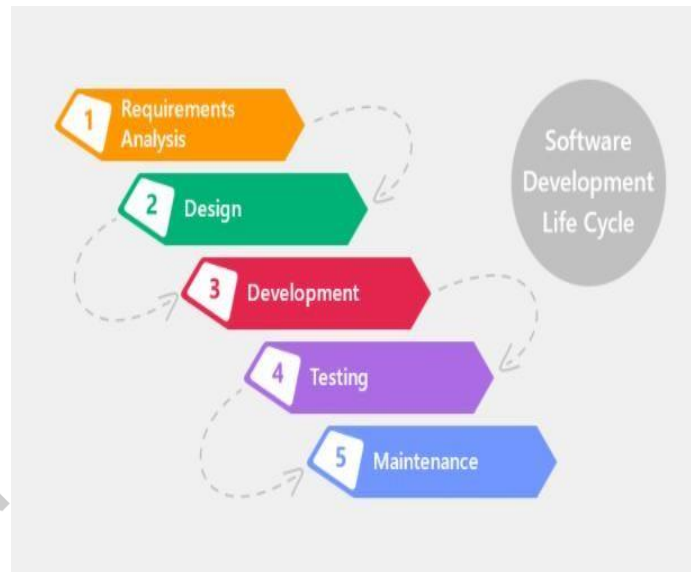 1
Requirements
Analysis
2
Design
3
Development
4
Testing
5
Maintenance
Software
Development
Life Cycle